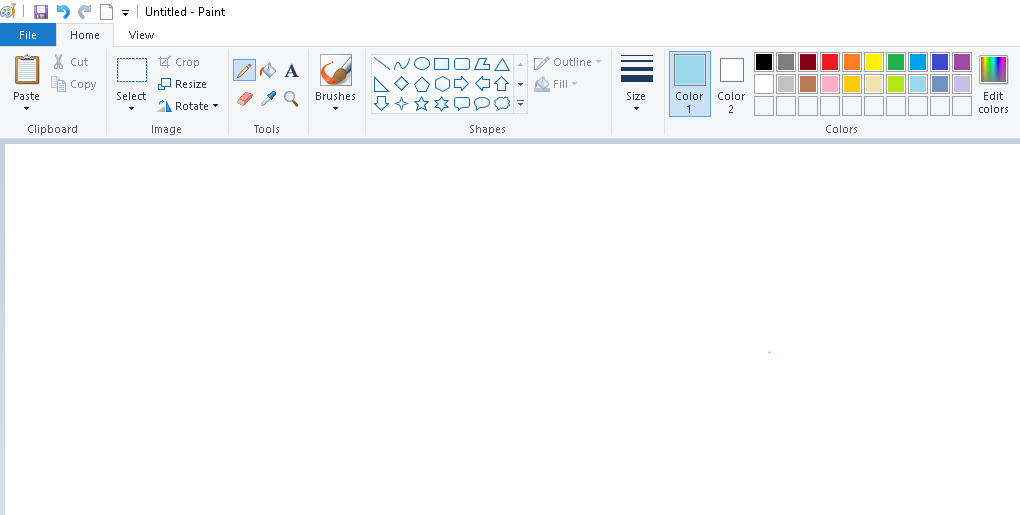 Untitled - Paint
File Home View
Paste
Cut
Copy
Clipboard
Select
Crop
Resize
Rotate
Image
A
Tools
Brushes
Shapes
Outline
Fill
Size
Color 1
Color 2
Edit colors
Colors